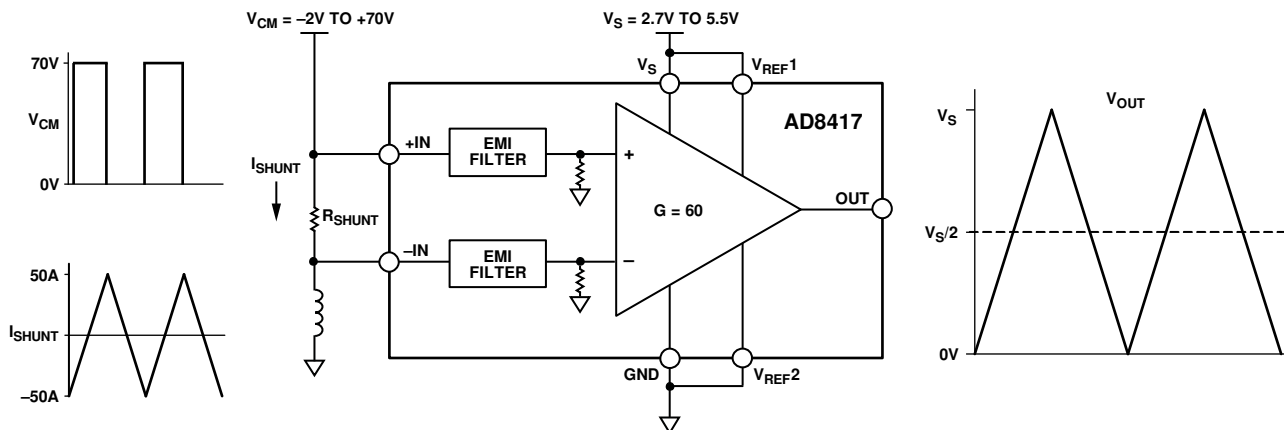 V_CM = –2V TO +70V
V_S = 2.7V TO 5.5V
70V
V_CM
0V
50A
I_SHUNT
–50A
I_SHUNT
R_SHUNT
+IN
–IN
EMI
FILTER
EMI
FILTER
+
–
G = 60
V_S
V_REF1
AD8417
OUT
GND
V_REF2
V_OUT
V_S
V_S/2
0V